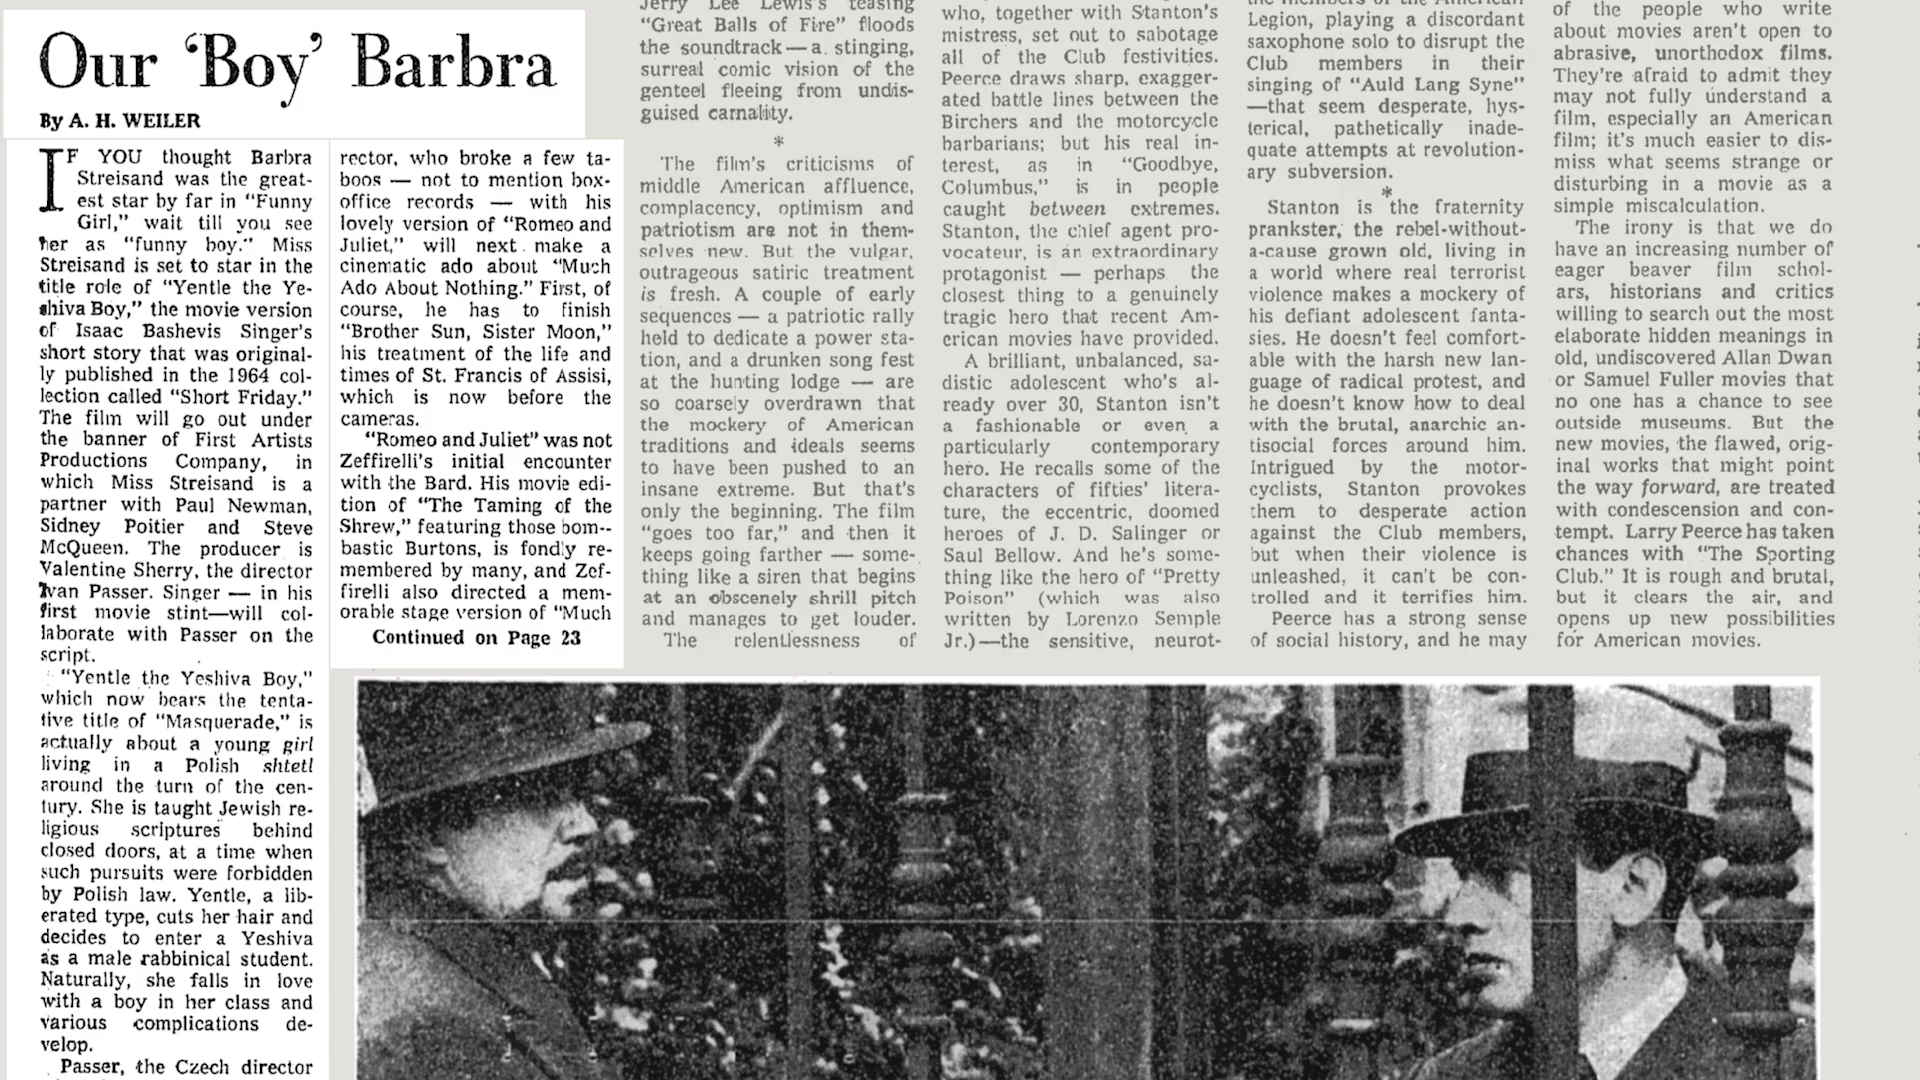 Our ‘Boy’ Barbra
By A. H. WEILER
IF YOU thought Barbra
Streisand was the great-
est star by far in “Funny
Girl,” wait till you see
her as “funny boy.” Miss
Streisand is set to star in the
title role of “Yentle the Ye-
shiva Boy,” the movie version
of Isaac Bashevis Singer's
short story that was original-
ly published in the 1964 col-
lection called “Short Friday.”
The film will go out under
the banner of First Artists
Productions Company, in
which Miss Streisand is a
partner with Paul Newman,
Sidney Poitier and Steve
McQueen. The producer is
Valentine Sherry, the director
Ivan Passer. Singer — in his
first movie stint—will col-
laborate with Passer on the
script.
“Yentle the Yeshiva Boy,”
which now bears the tenta-
tive title of “Masquerade,” is
actually about a young girl
living in a Polish shtetl
around the turn of the cen-
tury. She is taught Jewish re-
ligious scriptures behind
closed doors, at a time when
such pursuits were forbidden
by Polish law. Yentle, a lib-
erated type, cuts her hair and
decides to enter a Yeshiva
as a male rabbinical student.
Naturally, she falls in love
with a boy in her class and
various complications de-
velop.
Passer, the Czech director
rector, who broke a few ta-
boos — not to mention box-
office records — with his
lovely version of “Romeo and
Juliet,” will next make a
cinematic ado about “Much
Ado About Nothing.” First, of
course, he has to finish
“Brother Sun, Sister Moon,”
his treatment of the life and
times of St. Francis of Assisi,
which is now before the
cameras.
“Romeo and Juliet” was not
Zeffirelli's initial encounter
with the Bard. His movie edi-
tion of “The Taming of the
Shrew,” featuring those bom-
bastic Burtons, is fondly re-
membered by many, and Zef-
firelli also directed a mem-
orable stage version of “Much
Continued on Page 23
Jerry Lee Lewis's teasing
“Great Balls of Fire” floods
the soundtrack — a stinging,
surreal comic vision of the
genteel fleeing from undis-
guised carnality.
*
The film's criticisms of
middle American affluence,
complacency, optimism and
patriotism are not in them-
selves new. But the vulgar,
outrageous satiric treatment
is fresh. A couple of early
sequences — a patriotic rally
held to dedicate a power sta-
tion, and a drunken song fest
at the hunting lodge — are
so coarsely overdrawn that
the mockery of American
traditions and ideals seems
to have been pushed to an
insane extreme. But that's
only the beginning. The film
“goes too far,” and then it
keeps going farther — some-
thing like a siren that begins
at an obscenely shrill pitch
and manages to get louder.
The relentlessness of
who, together with Stanton's
mistress, set out to sabotage
all of the Club festivities.
Peerce draws sharp, exagger-
ated battle lines between the
Birchers and the motorcycle
barbarians; but his real in-
terest, as in “Goodbye,
Columbus,” is in people
caught between extremes.
Stanton, the chief agent pro-
vocateur, is an extraordinary
protagonist — perhaps the
closest thing to a genuinely
tragic hero that recent Am-
erican movies have provided.
A brilliant, unbalanced, sa-
distic adolescent who's al-
ready over 30, Stanton isn't
a fashionable or even a
particularly contemporary
hero. He recalls some of the
characters of fifties' litera-
ture, the eccentric, doomed
heroes of J. D. Salinger or
Saul Bellow. And he's some-
thing like the hero of “Pretty
Poison” (which was also
written by Lorenzo Semple
Jr.)—the sensitive, neurot-
the members of the American
Legion, playing a discordant
saxophone solo to disrupt the
Club members in their
singing of “Auld Lang Syne”
—that seem desperate, hys-
terical, pathetically inade-
quate attempts at revolution-
ary subversion.
*
Stanton is the fraternity
prankster, the rebel-without-
a-cause grown old, living in
a world where real terrorist
violence makes a mockery of
his defiant adolescent fanta-
sies. He doesn't feel comfort-
able with the harsh new lan-
guage of radical protest, and
he doesn't know how to deal
with the brutal, anarchic an-
tisocial forces around him.
Intrigued by the motor-
cyclists, Stanton provokes
them to desperate action
against the Club members,
but when their violence is
unleashed, it can't be con-
trolled and it terrifies him.
Peerce has a strong sense
of social history, and he may
of the people who write
about movies aren't open to
abrasive, unorthodox films.
They're afraid to admit they
may not fully understand a
film, especially an American
film; it's much easier to dis-
miss what seems strange or
disturbing in a movie as a
simple miscalculation.
The irony is that we do
have an increasing number of
eager beaver film schol-
ars, historians and critics
willing to search out the most
elaborate hidden meanings in
old, undiscovered Allan Dwan
or Samuel Fuller movies that
no one has a chance to see
outside museums. But the
new movies, the flawed, orig-
inal works that might point
the way forward, are treated
with condescension and con-
tempt. Larry Peerce has taken
chances with “The Sporting
Club.” It is rough and brutal,
but it clears the air, and
opens up new possibilities
for American movies.